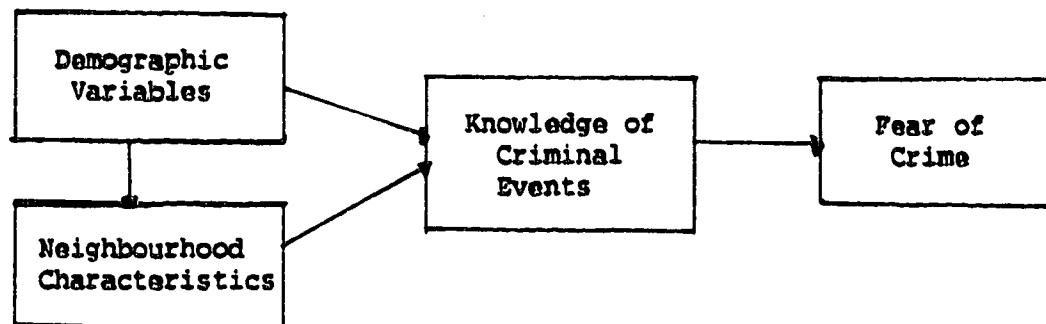 Demographic
Variables
Neighbourhood
Characteristics
Knowledge of
Criminal
Events
Fear of
Crime